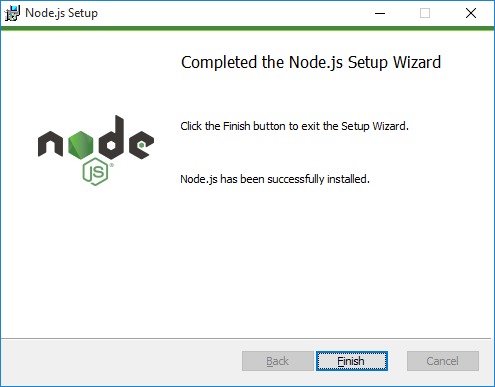 Node.js Setup
Completed the Node.js Setup Wizard
Click the Finish button to exit the Setup Wizard.
node
JS
®
Node.js has been successfully installed.
Back
Finish
Cancel